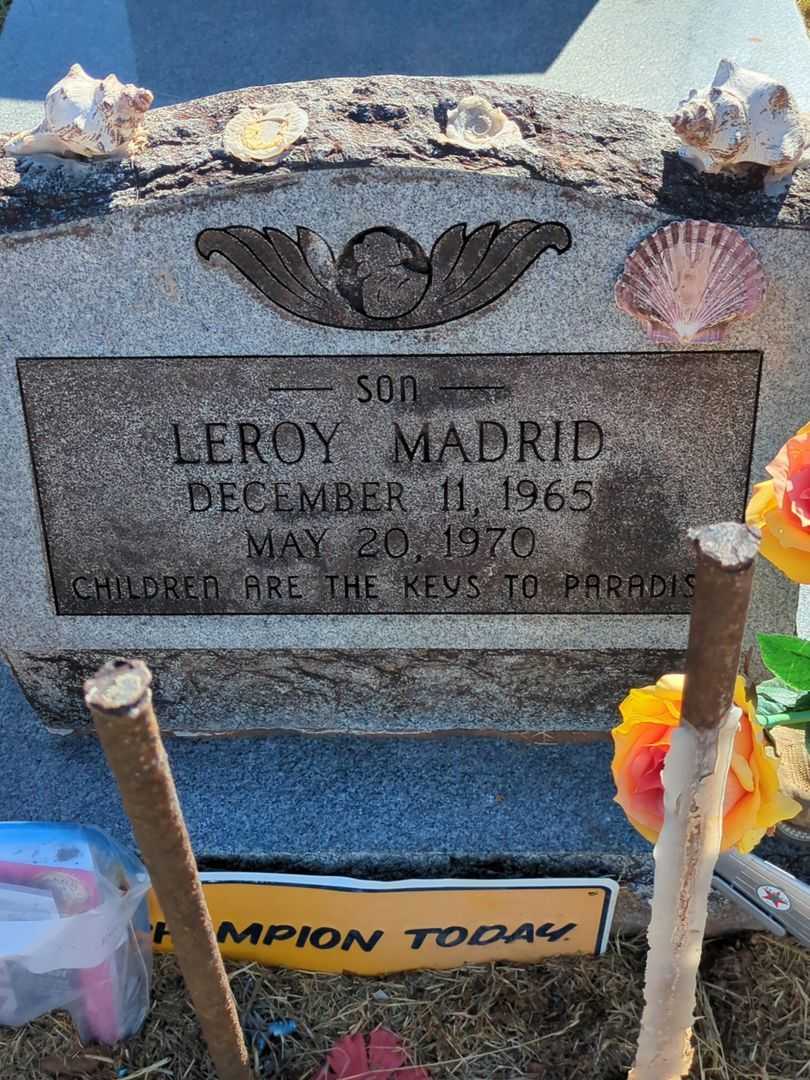 SON
LEROY MADRID
DECEMBER 11, 1965
MAY 20, 1970
CHILDREN ARE THE KEYS TO PARADIS
HAMPION TODAY.